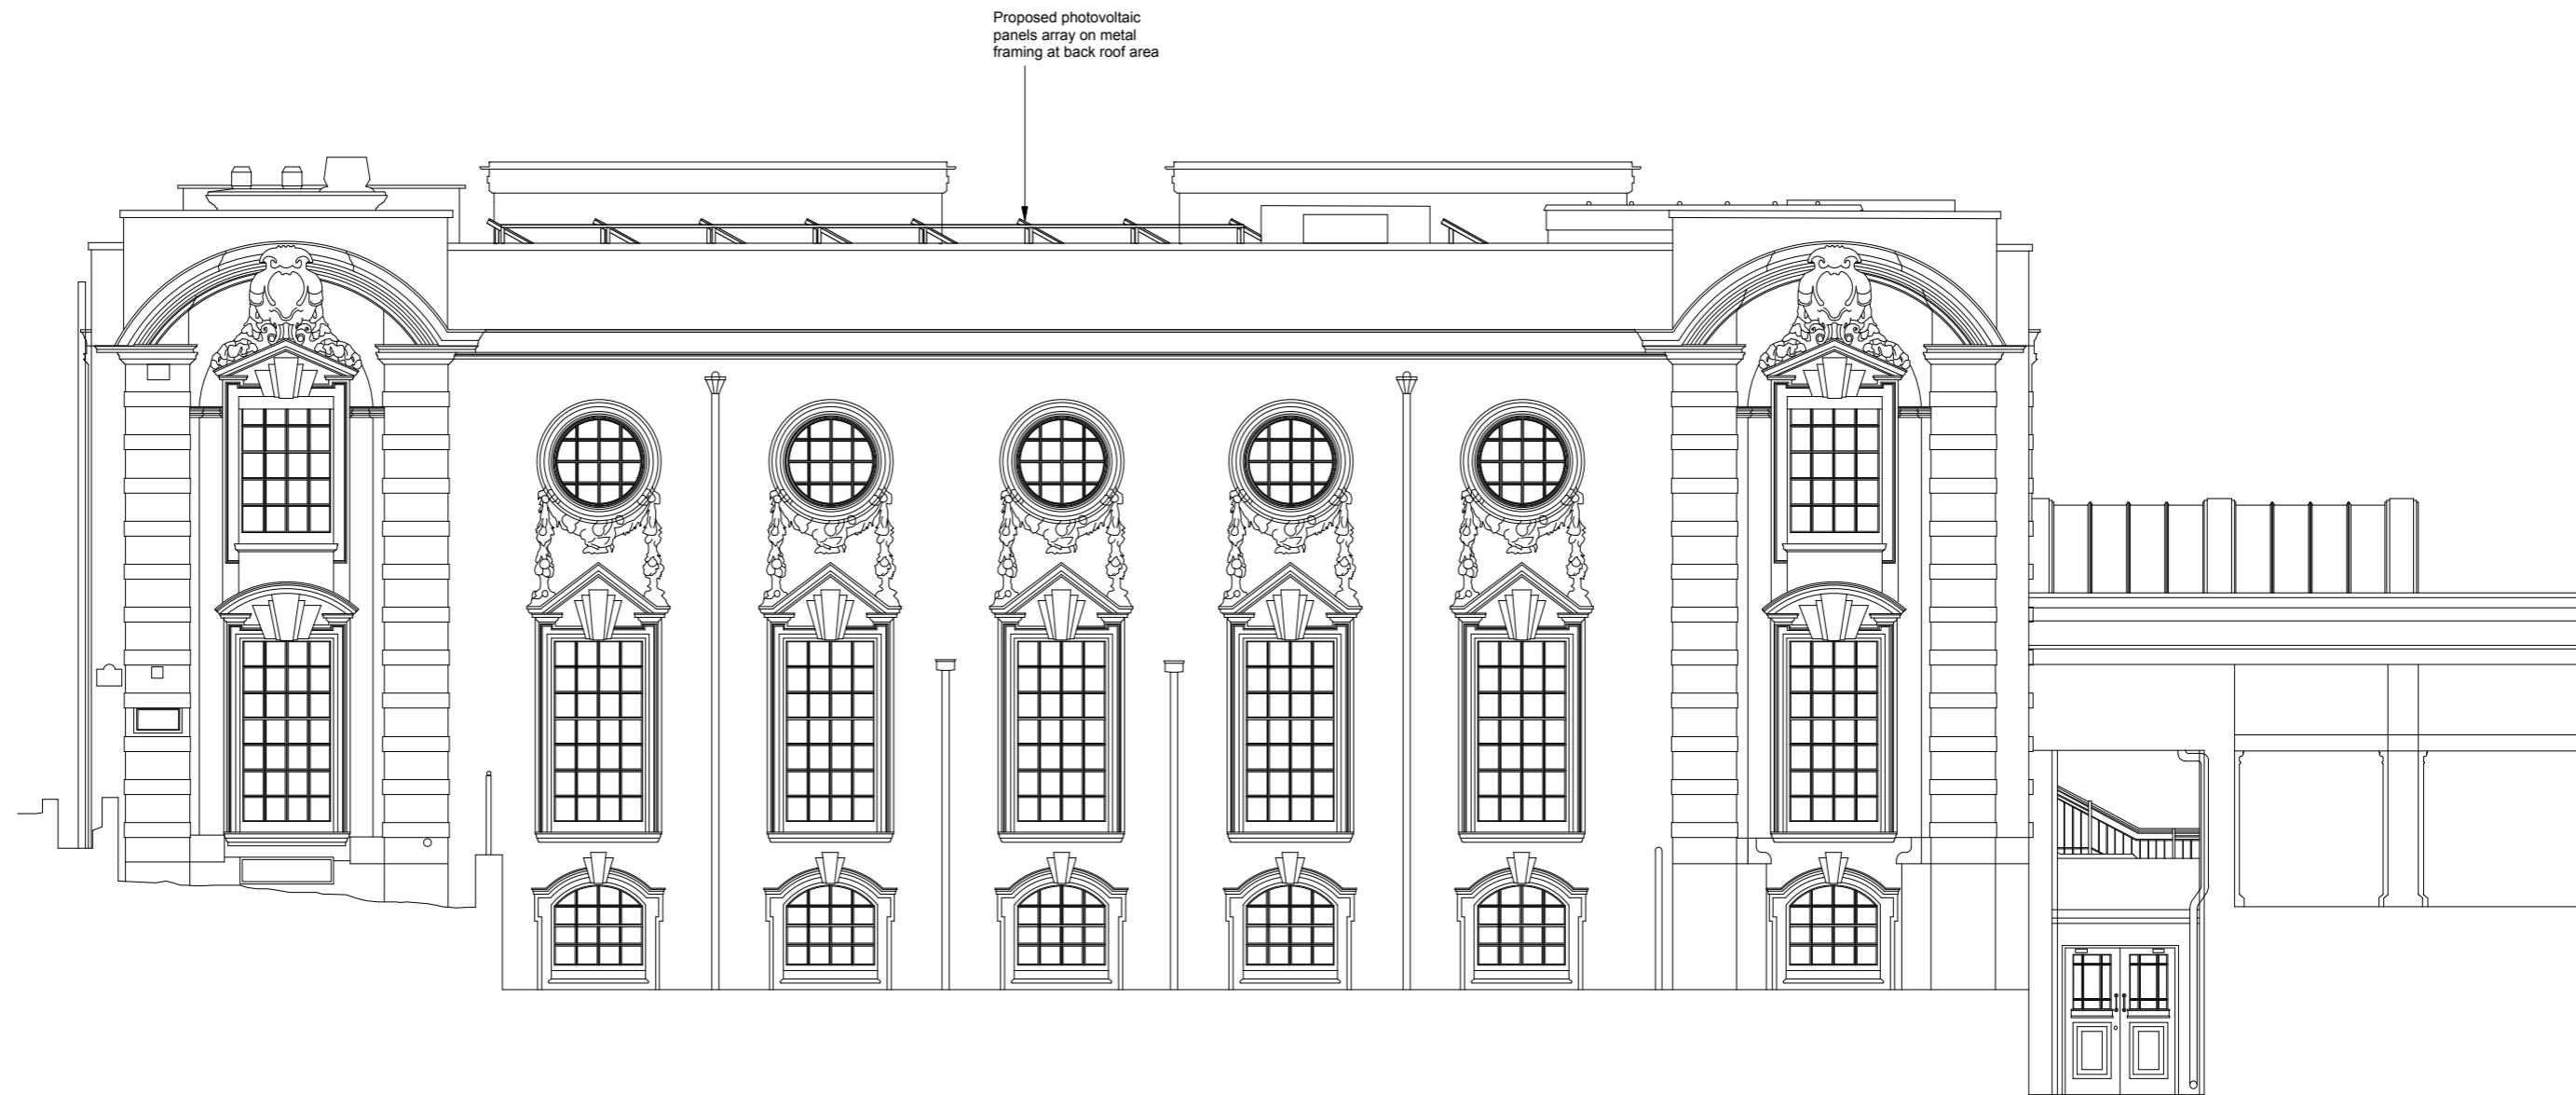 Proposed photovoltaic
panels array on metal
framing at back roof area